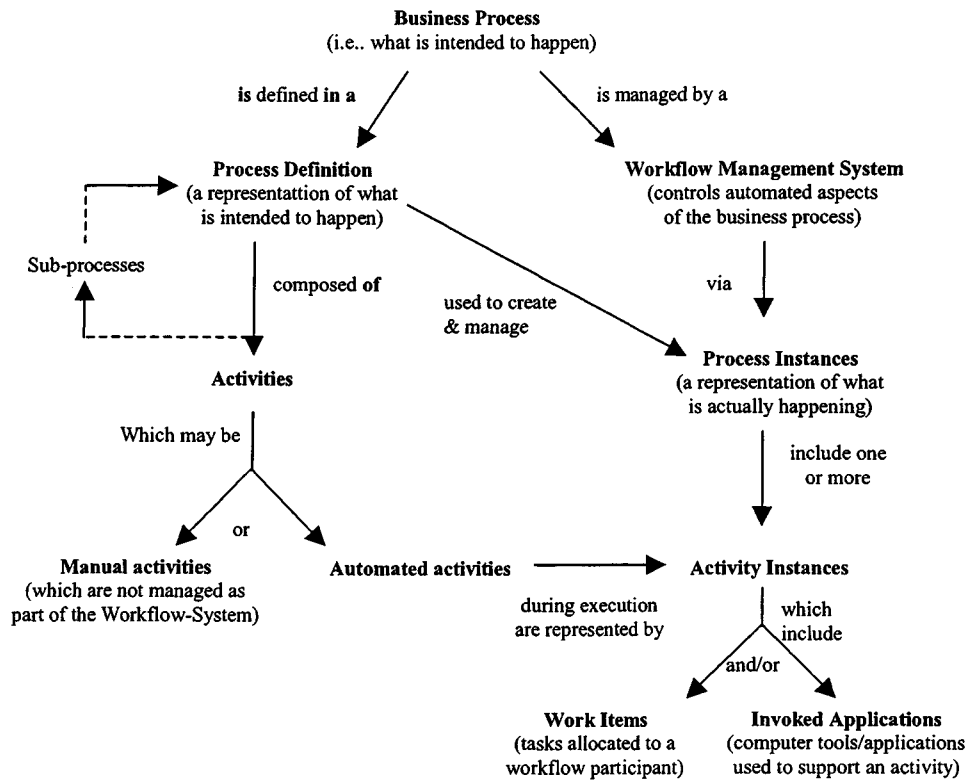 Business Process
(i.e.. what is intended to happen)
is defined in a
is managed by a
Process Definition
(a representattion of what
is intended to happen)
Workflow Management System
(controls automated aspects
of the business process)
Sub-processes
composed of
used to create
& manage
via
Process Instances
(a representation of what
is actually happening)
Activities
Which may be
include one
or more
or
Manual activities
(which are not managed as
part of the Workflow-System)
Automated activities
during execution
are represented by
Activity Instances
which
include
and/or
Work Items
(tasks allocated to a
workflow participant)
Invoked Applications
(computer tools/applications
used to support an activity)